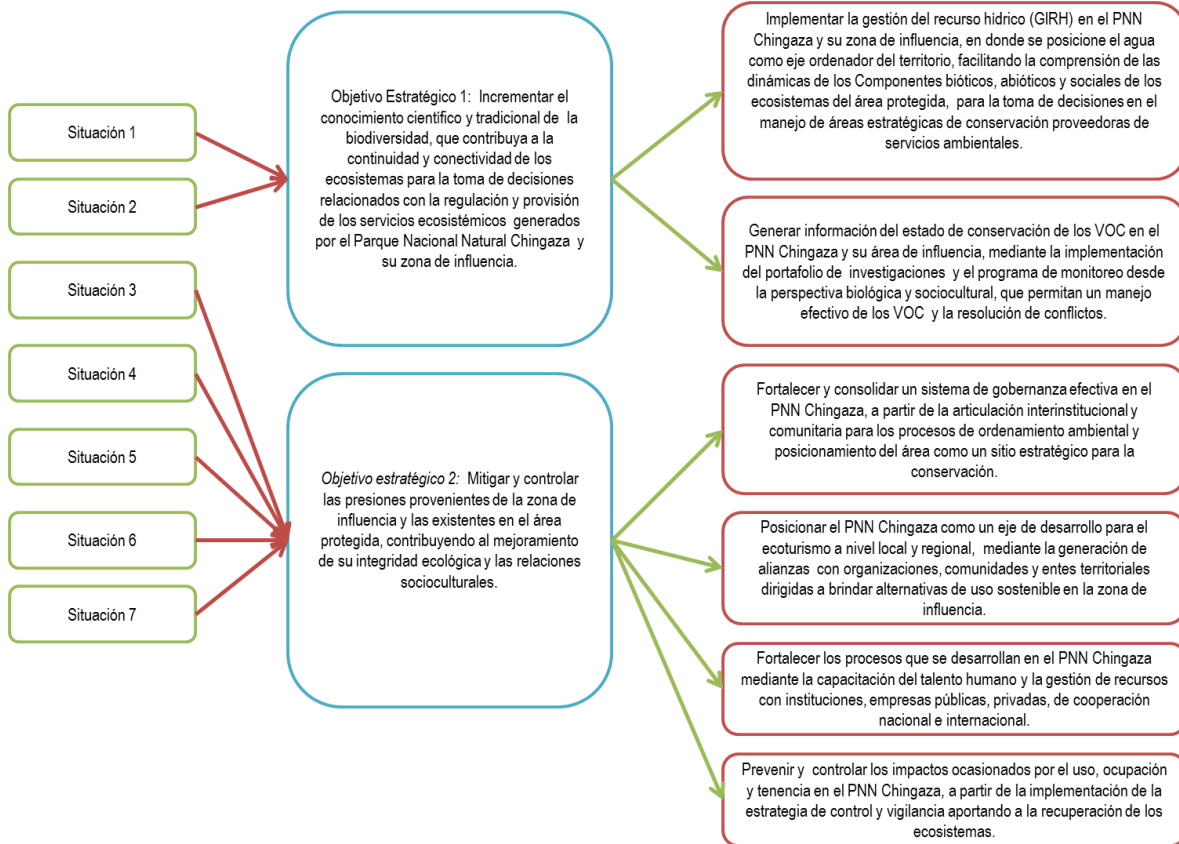 Situación 1
Situación 2
Situación 3
Situación 4
Situación 5
Situación 6
Situación 7
Objetivo Estratégico 1: Incrementar el
conocimiento científico y tradicional de la
biodiversidad, que contribuya a la
continuidad y conectividad de los
ecosistemas para la toma de decisiones
relacionados con la regulación y provisión
de los servicios ecosistémicos generados
por el Parque Nacional Natural Chingaza y
su zona de influencia.
Objetivo estratégico 2: Mitigar y controlar
las presiones provenientes de la zona de
influencia y las existentes en el área
protegida, contribuyendo al mejoramiento
de su integridad ecológica y las relaciones
socioculturales.
Implementar la gestión del recurso hídrico (GIRH) en el PNN
Chingaza y su zona de influencia, en donde se posicione el agua
como eje ordenador del territorio, facilitando la comprensión de las
dinámicas de los Componentes bióticos, abióticos y sociales de los
ecosistemas del área protegida, para la toma de decisiones en el
manejo de áreas estratégicas de conservación proveedoras de
servicios ambientales.
Generar información del estado de conservación de los VOC en el
PNN Chingaza y su área de influencia, mediante la implementación
del portafolio de investigaciones y el programa de monitoreo desde
la perspectiva biológica y sociocultural, que permitan un manejo
efectivo de los VOC y la resolución de conflictos.
Fortalecer y consolidar un sistema de gobernanza efectiva en el
PNN Chingaza, a partir de la articulación interinstitucional y
comunitaria para los procesos de ordenamiento ambiental y
posicionamiento del área como un sitio estratégico para la
conservación.
Posicionar el PNN Chingaza como un eje de desarrollo para el
ecoturismo a nivel local y regional, mediante la generación de
alianzas con organizaciones, comunidades y entes territoriales
dirigidas a brindar alternativas de uso sostenible en la zona de
influencia.
Fortalecer los procesos que se desarrollan en el PNN Chingaza
mediante la capacitación del talento humano y la gestión de recursos
con instituciones, empresas públicas, privadas, de cooperación
nacional e internacional.
Prevenir y controlar los impactos ocasionados por el uso, ocupación
y tenencia en el PNN Chingaza, a partir de la implementación de la
estrategia de control y vigilancia aportando a la recuperación de los
ecosistemas.